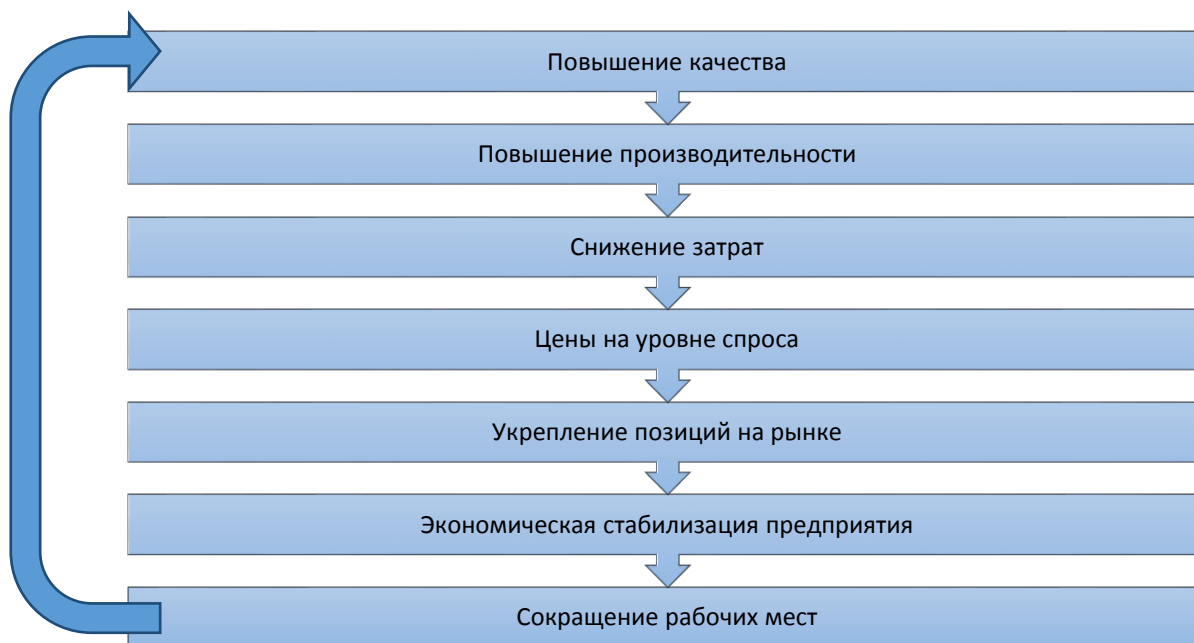 Повышение качества
Повышение производительности
Снижение затрат
Цены на уровне спроса
Укрепление позиций на рынке
Экономическая стабилизация предприятия
Сокращение рабочих мест